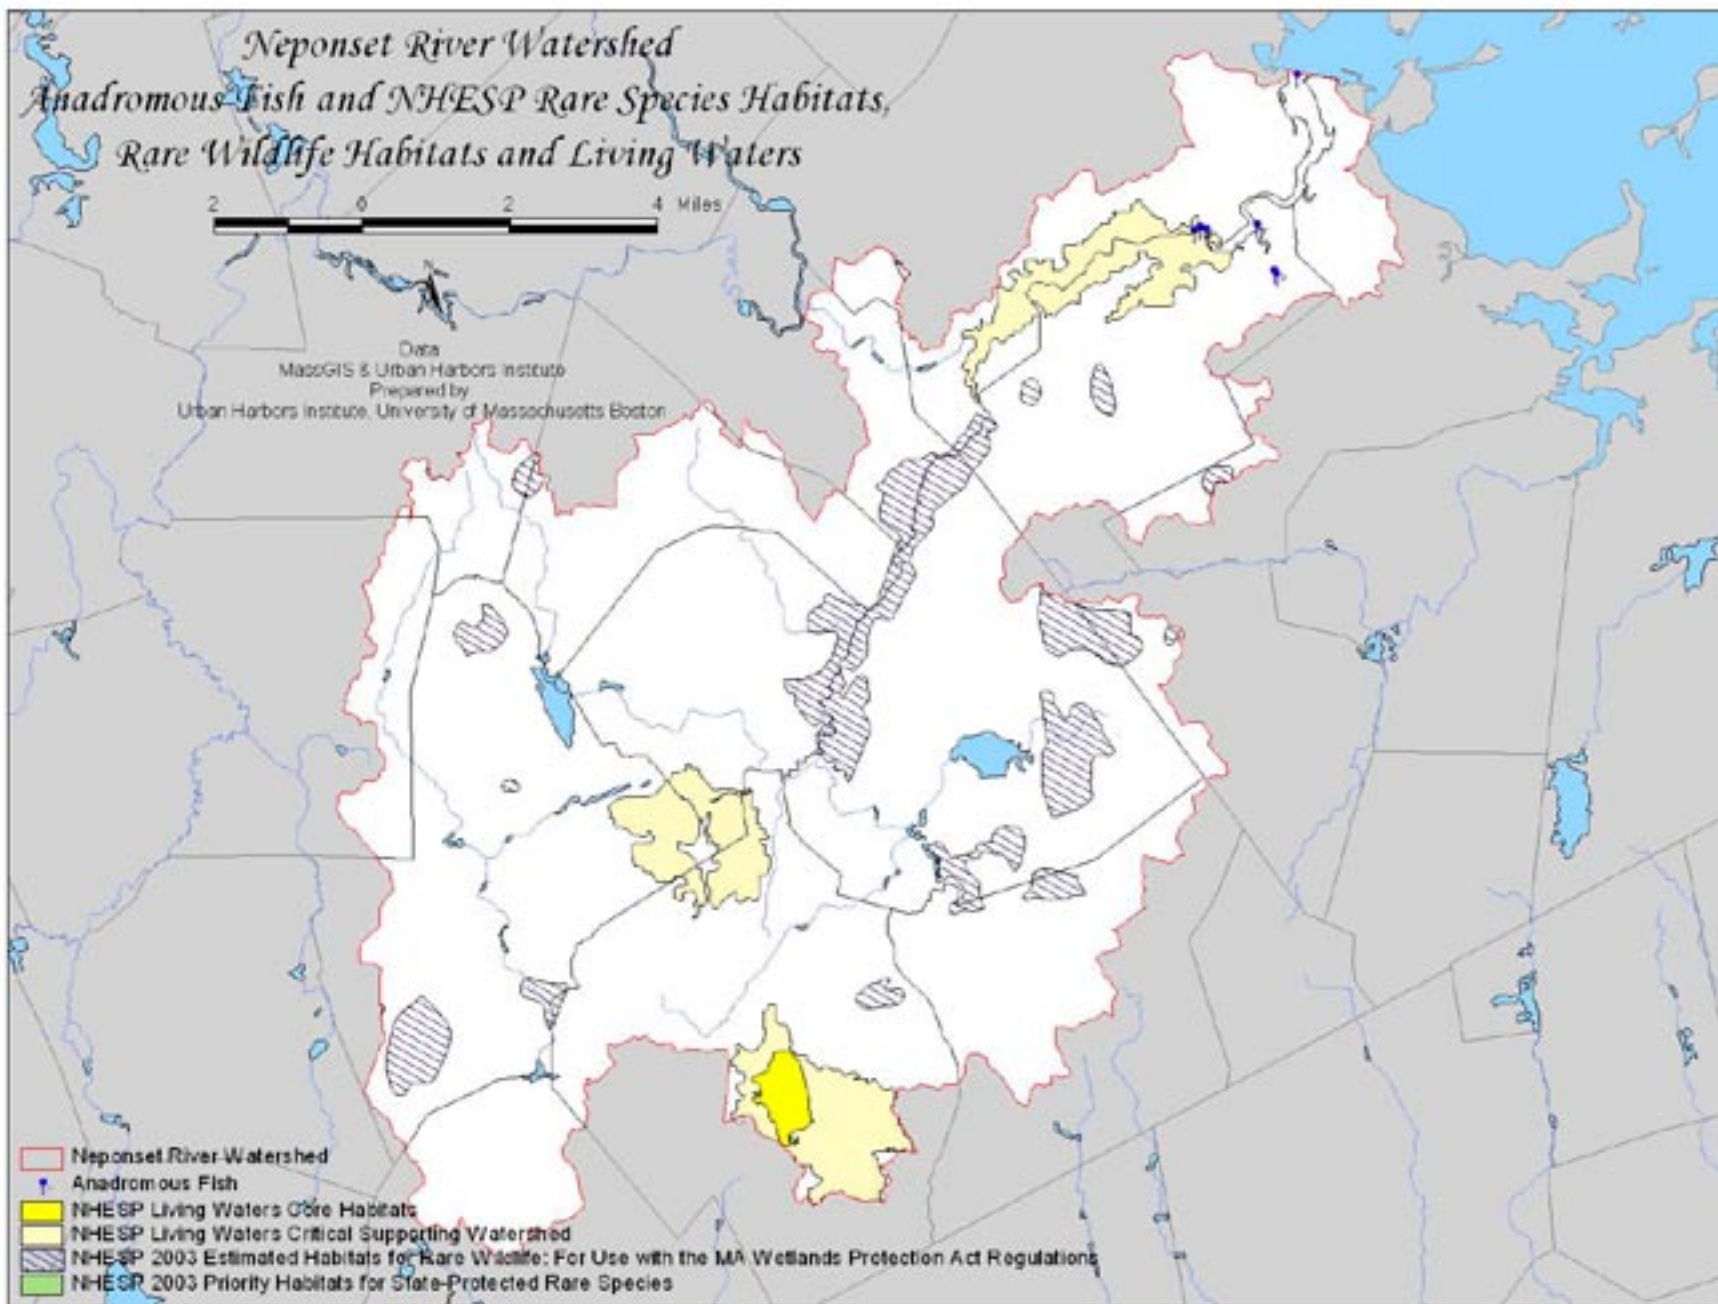 Neponset River Watershed
Anadromous Fish and NHESP Rare Species Habitats,
Rare Wildlife Habitats and Living Waters
2 0 2 4 Miles
N
Data
MassGIS & Urban Harbors Institute
Prepared by
Urban Harbors Institute, University of Massachusetts Boston
Neponset River Watershed
Anadromous Fish
NHESP Living Waters Core Habitats
NHESP Living Waters Critical Supporting Watershed
NHESP 2003 Estimated Habitats for Rare Wildlife: For Use with the MA Wetlands Protection Act Regulations
NHESP 2003 Priority Habitats for State-Protected Rare Species